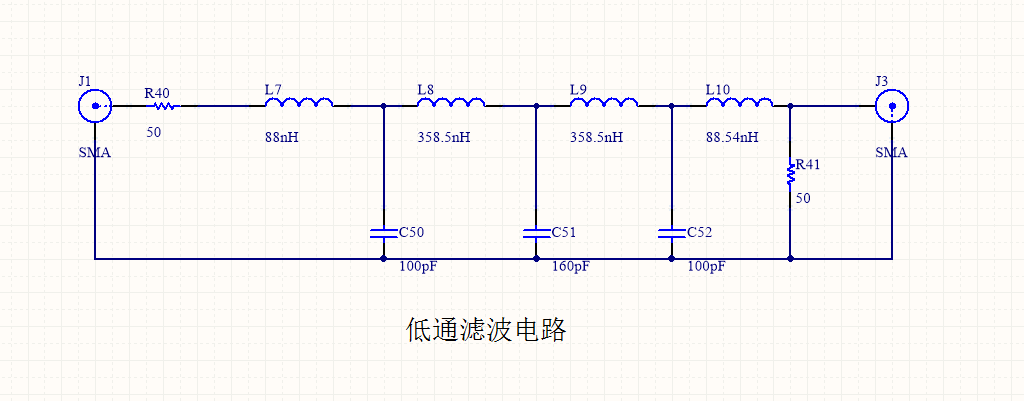 J1
R40
50
SMA
L7
88nH
L8
358.5nH
L9
358.5nH
L10
88.54nH
J3
SMA
R41
50
C50
100pF
C51
160pF
C52
100pF
低通滤波电路